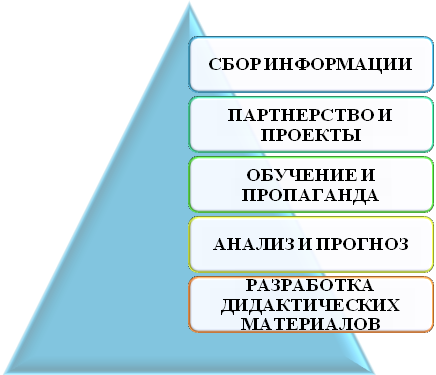 СБОР ИНФОРМАЦИИ
ПАРТНЕРСТВО И
ПРОЕКТЫ
ОБУЧЕНИЕ И
ПРОПАГАНДА
АНАЛИЗ И ПРОГНОЗ
РАЗРАБОТКА
ДИДАКТИЧЕСКИХ
МАТЕРИАЛОВ